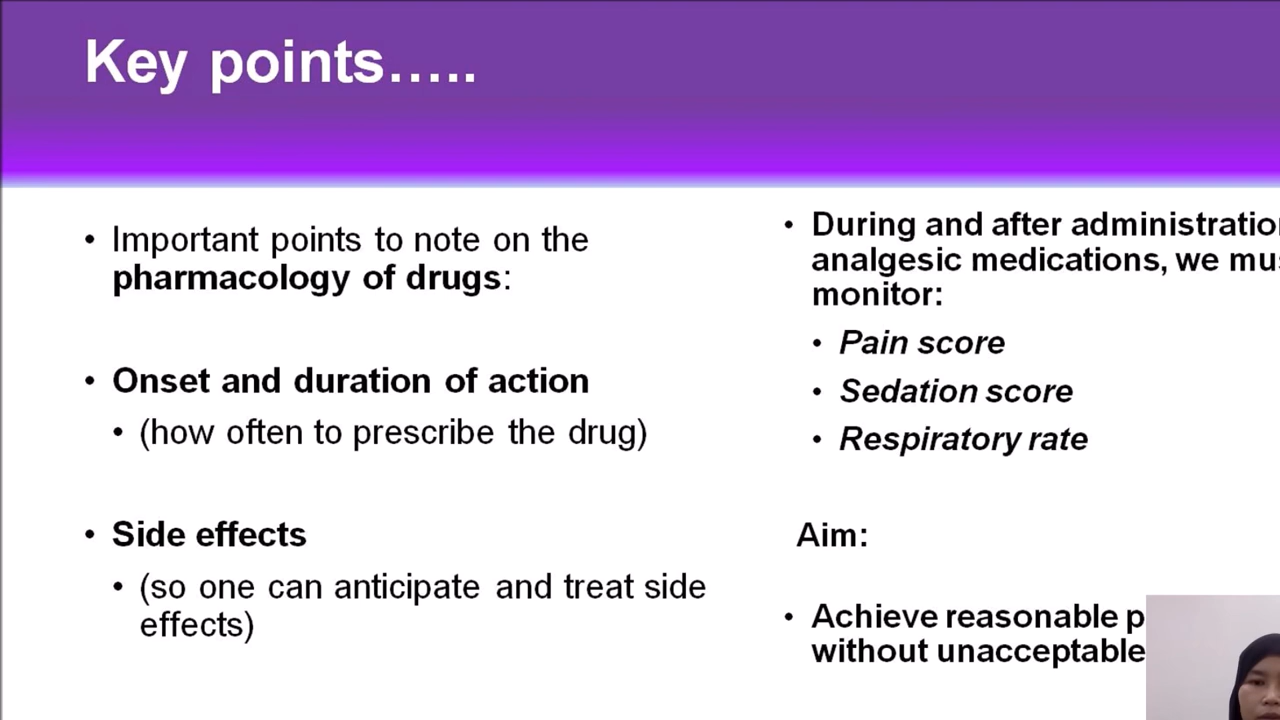 Key points…..
• Important points to note on the
pharmacology of drugs:
• Onset and duration of action
• (how often to prescribe the drug)
• Side effects
• (so one can anticipate and treat side
effects)
• During and after administratio
analgesic medications, we mus
monitor:
• Pain score
• Sedation score
• Respiratory rate
Aim:
• Achieve reasonable p
without unacceptable